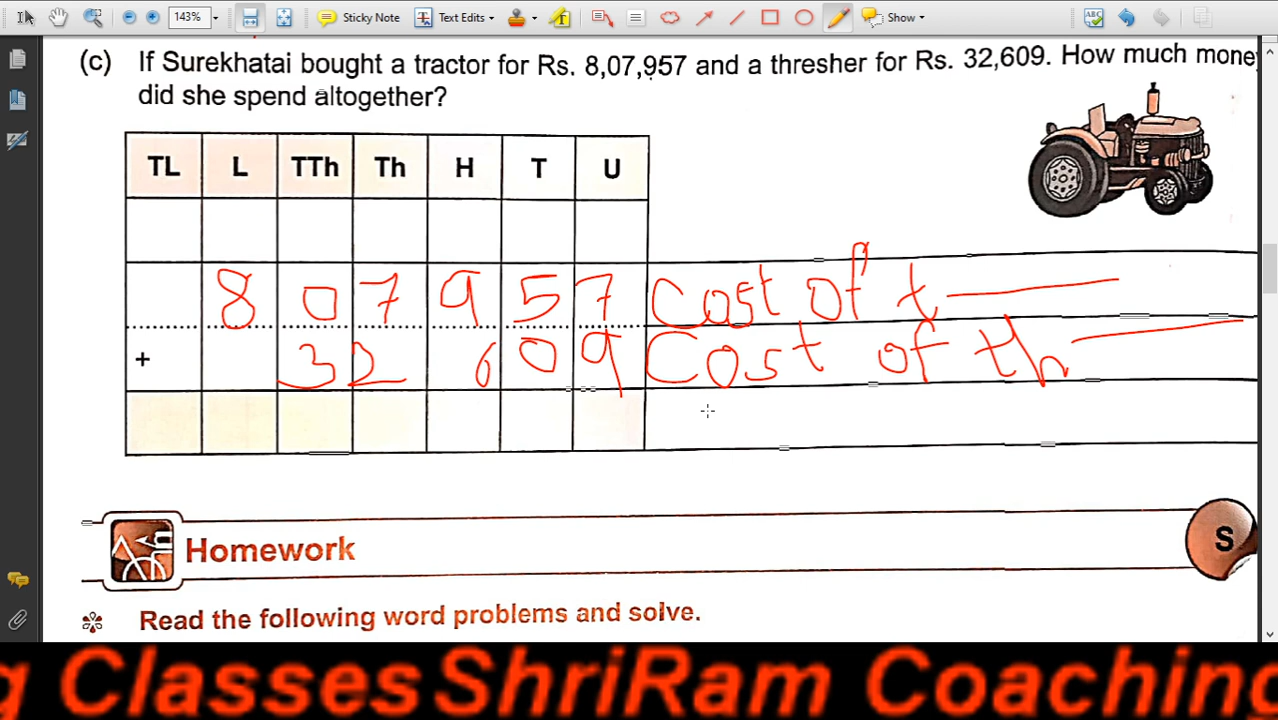 143% Sticky Note Text Edits Show
(c) If Surekhatai bought a tractor for Rs. 8,07,957 and a thresher for Rs. 32,609. How much mone
did she spend altogether?
TL L TTh Th H T U
8 0 7 9 5 7 Cost of t
+ 3 2 6 0 9 Cost of th
Homework
S
Read the following word problems and solve.
g Classes ShriRam Coaching